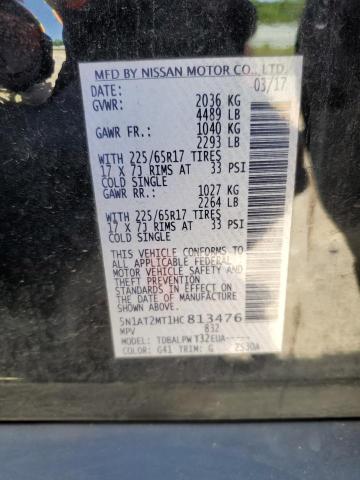 MFD BY NISSAN MOTOR CO., LTD.
DATE: 03/17
GVWR: 2036 KG
4489 LB
GAWR FR.: 1040 KG
2293 LB
WITH 225/65R17 TIRES
17 X 7J RIMS AT 33 PSI
COLD SINGLE
GAWR RR.: 1027 KG
2264 LB
WITH 225/65R17 TIRES
17 X 7J RIMS AT 33 PSI
COLD SINGLE
THIS VEHICLE CONFORMS TO
ALL APPLICABLE FEDERAL
MOTOR VEHICLE SAFETY AND
THEFT PREVENTION
STANDARDS IN EFFECT ON
THE DATE OF MANUFACTURE
SHOWN ABOVE.
5N1AT2MT1HC813476
MPV 832
MODEL: TDBALPW T32EUA-----
COLOR: G41 TRIM: G 2530A